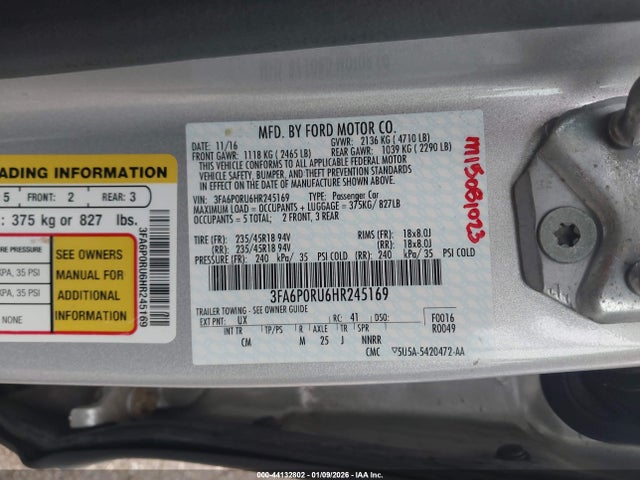 MFD. BY FORD MOTOR CO.
DATE: 11/16
GVWR: 2136 KG ( 4710 LB)
FRONT GAWR: 1118 KG ( 2465 LB)
REAR GAWR: 1039 KG ( 2290 LB)
THIS VEHICLE CONFORMS TO ALL APPLICABLE FEDERAL MOTOR
VEHICLE SAFETY, BUMPER, AND THEFT PREVENTION STANDARDS IN
EFFECT ON THE DATE OF MANUFACTURE SHOWN ABOVE.
VIN: 3FA6P0RU6HR245169 TYPE: Passenger Car
MAXIMUM LOAD = OCCUPANTS + LUGGAGE = 375KG/ 827LB
OCCUPANTS = 5 TOTAL; 2 FRONT, 3 REAR
TIRE (FR): 235/45R18 94V RIMS (FR): 18x8.0J
(RR): 235/45R18 94V (RR): 18x8.0J
PRESSURE (FR): 240 kPa/ 35 PSI COLD (RR): 240 kPa/ 35 PSI COLD
3FA6P0RU6HR245169
TRAILER TOWING - SEE OWNER GUIDE
EXT PNT: UX RC: 41 DSO:
F0016
R0049
INT TR TP/PS R AXLE TR SPR
CM M 25 J NNRR
CMC ▽5U5A-5420472-AA
M15081023
ADING INFORMATION
5 FRONT: 2 REAR: 3
: 375 kg or 827 lbs.
E PRESSURE
KPA, 35 PSI
KPA, 35 PSI
NONE
SEE OWNERS
MANUAL FOR
ADDITIONAL
INFORMATION
3FA6P0RU6HR245169
000-44132802 - 01/09/2026 - IAA Inc.